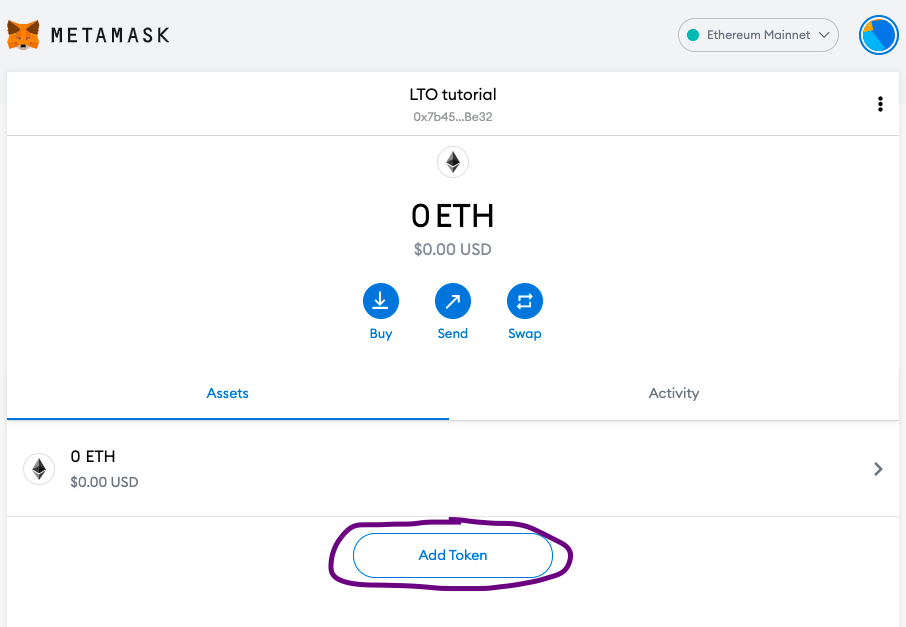 METAMASK
Ethereum Mainnet
LTO tutorial
0x7b45...Be32
0 ETH
$0.00 USD
Buy Send Swap
Assets Activity
0 ETH
$0.00 USD
Add Token